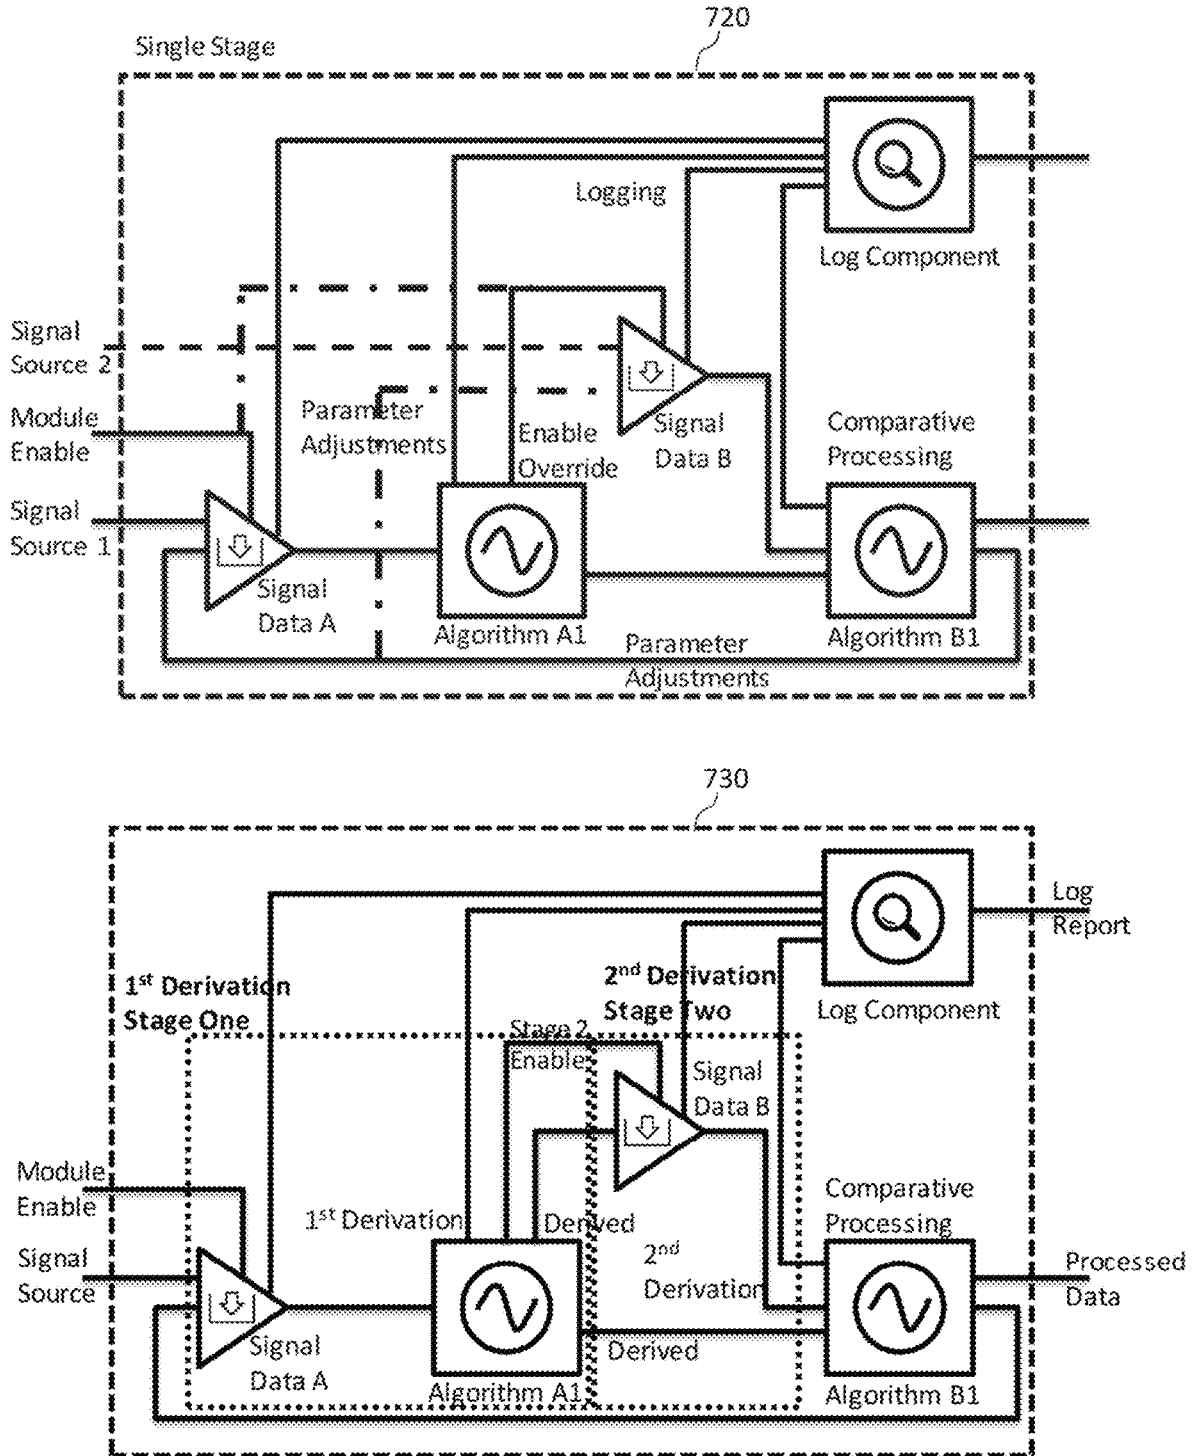 720
Single Stage
Logging
Log Component
Signal
Source 2
Module
Enable
Parameter
Adjustments
Enable
Override
Signal
Data B
Comparative
Processing
Signal
Source 1
Signal
Data A
Algorithm A1
Parameter
Adjustments
Algorithm B1
730
Log
Report
Log Component
1st Derivation
Stage One
2nd Derivation
Stage Two
Stage 2
Enable
Signal
Data B
Module
Enable
1st Derivation
Derived
Comparative
Processing
Signal
Source
2nd
Derivation
Processed
Data
Signal
Data A
Algorithm A1
Derived
Algorithm B1